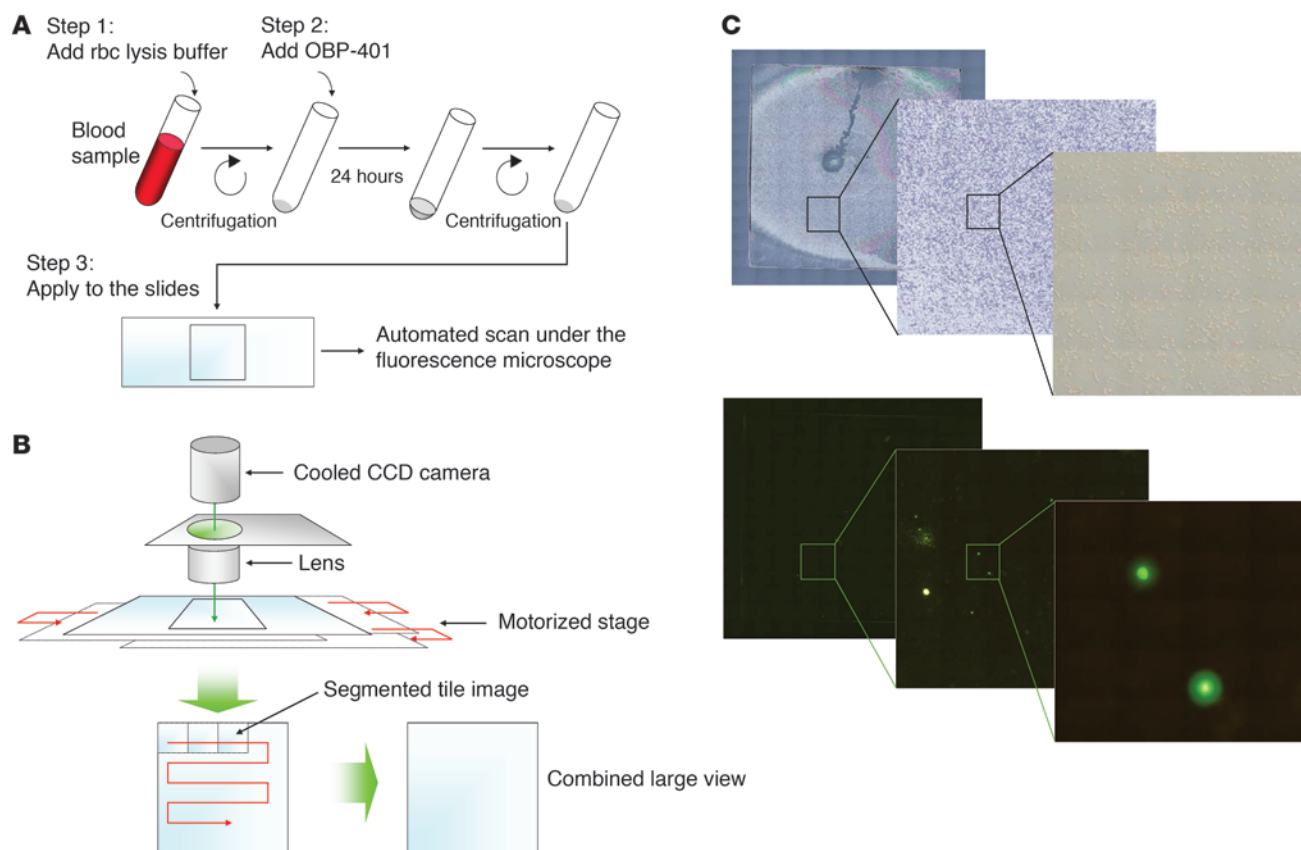 A
Step 1:
Add rbc lysis buffer
Step 2:
Add OBP-401
Blood
sample
Centrifugation
24 hours
Centrifugation
Step 3:
Apply to the slides
Automated scan under the
fluorescence microscope
B
Cooled CCD camera
Lens
Motorized stage
Segmented tile image
Combined large view
C